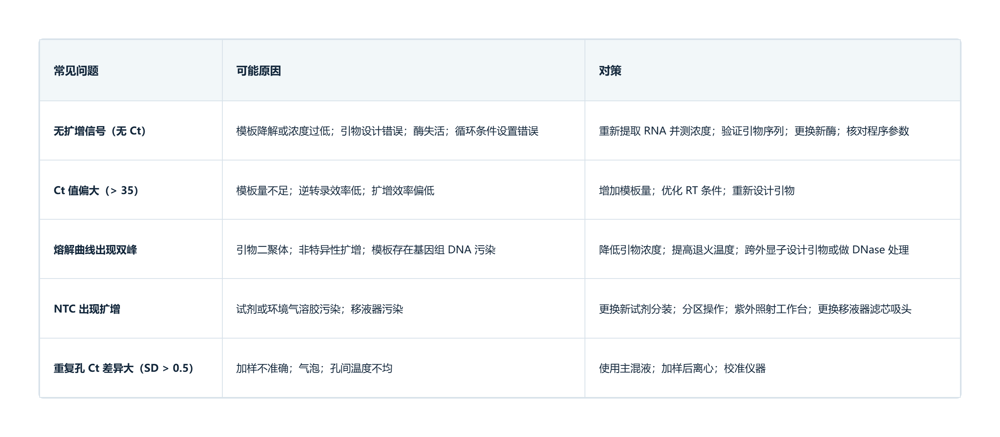 常见问题 可能原因 对策
无扩增信号（无 Ct） 模板降解或浓度过低；引物设计错误；酶失活；循环条件设置错误 重新提取 RNA 并测浓度；验证引物序列；更换新酶；核对程序参数
Ct 值偏大（> 35） 模板量不足；逆转录效率低；扩增效率偏低 增加模板量；优化 RT 条件；重新设计引物
熔解曲线出现双峰 引物二聚体；非特异性扩增；模板存在基因组 DNA 污染 降低引物浓度；提高退火温度；跨外显子设计引物或做 DNase 处理
NTC 出现扩增 试剂或环境气溶胶污染；移液器污染 更换新试剂分装；分区操作；紫外照射工作台；更换移液器滤芯吸头
重复孔 Ct 差异大（SD > 0.5） 加样不准确；气泡；孔间温度不均 使用主混液；加样后离心；校准仪器